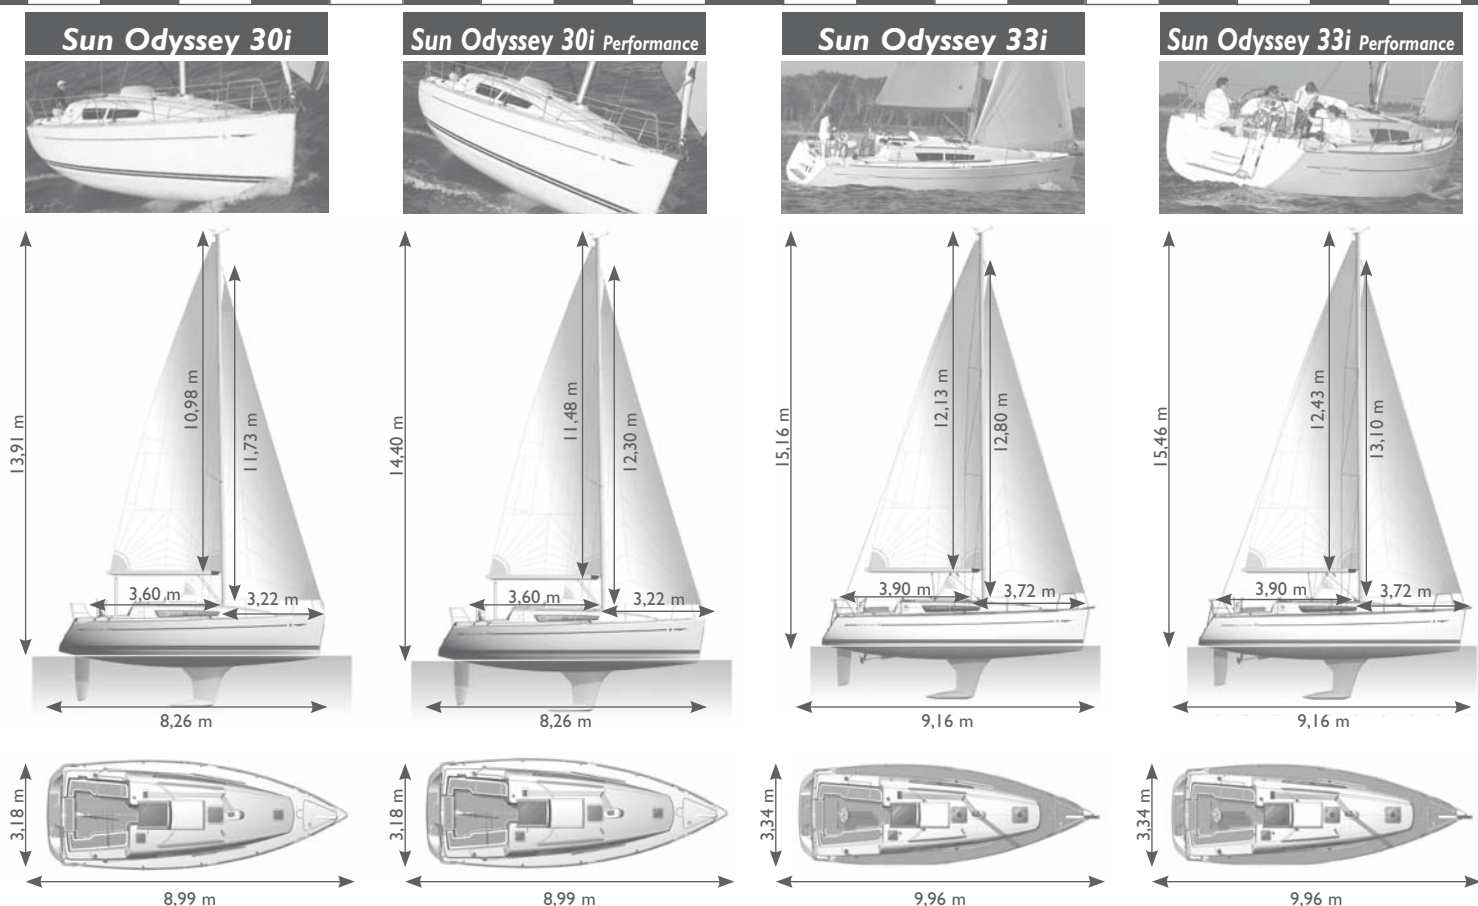 Sun Odyssey 30i
Sun Odyssey 30i Performance
Sun Odyssey 33i
Sun Odyssey 33i Performance
13,91 m
10,98 m
11,73 m
3,60 m
3,22 m
8,26 m
14,40 m
11,48 m
12,30 m
3,60 m
3,22 m
8,26 m
15,16 m
12,13 m
12,80 m
3,90 m
3,72 m
9,16 m
15,46 m
12,43 m
13,10 m
3,90 m
3,72 m
9,16 m
3,18 m
8,99 m
3,18 m
8,99 m
3,34 m
9,96 m
3,34 m
9,96 m